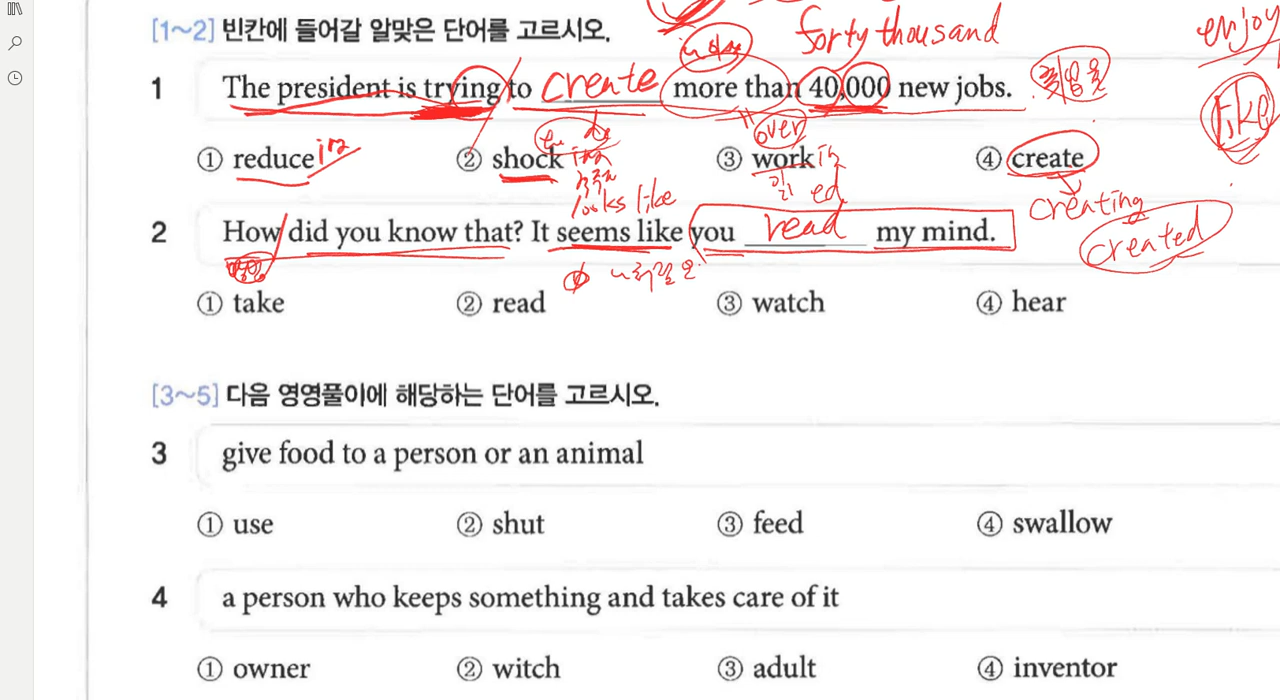 forty thousand
enjoy
[1~2] 빈칸에 들어갈 알맞은 단어를 고르시오.
1 The president is trying to create more than 40,000 new jobs.
like
over
① reduce ② shock ③ work ④ create
ing
ed
looks like
creating
created
2 How did you know that? It seems like you read my mind.
① take ② read ③ watch ④ hear
[3~5] 다음 영영풀이에 해당하는 단어를 고르시오.
3 give food to a person or an animal
① use ② shut ③ feed ④ swallow
4 a person who keeps something and takes care of it
① owner ② witch ③ adult ④ inventor